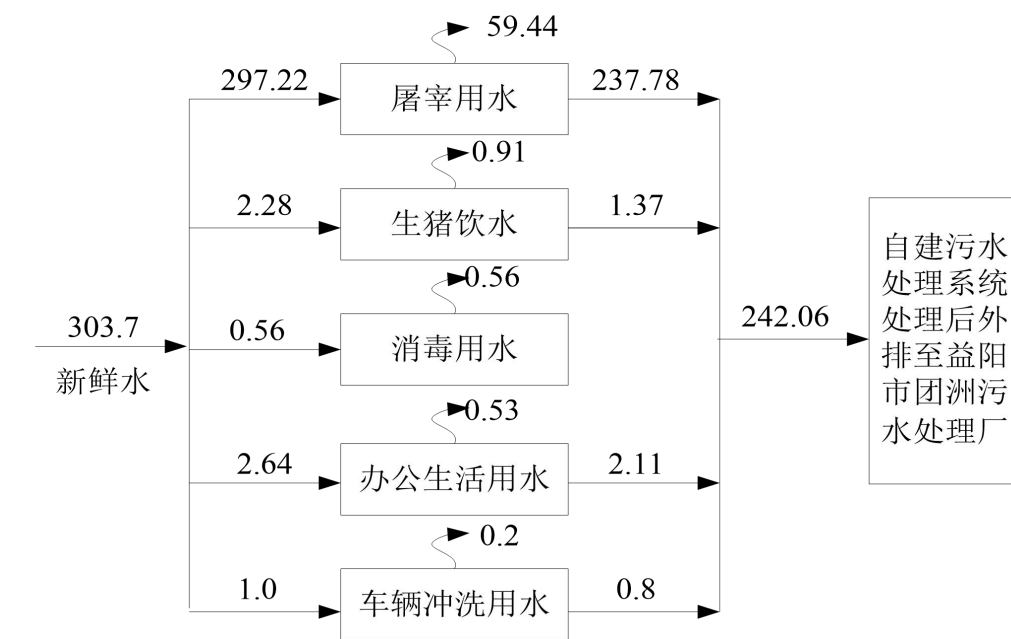 59.44
297.22
屠宰用水
237.78
0.91
2.28
生猪饮水
1.37
0.56
303.7
新鲜水
0.56
消毒用水
242.06
自建污水
处理系统
处理后外
排至益阳
市团洲污
水处理厂
0.53
2.64
办公生活用水
2.11
0.2
1.0
车辆冲洗用水
0.8